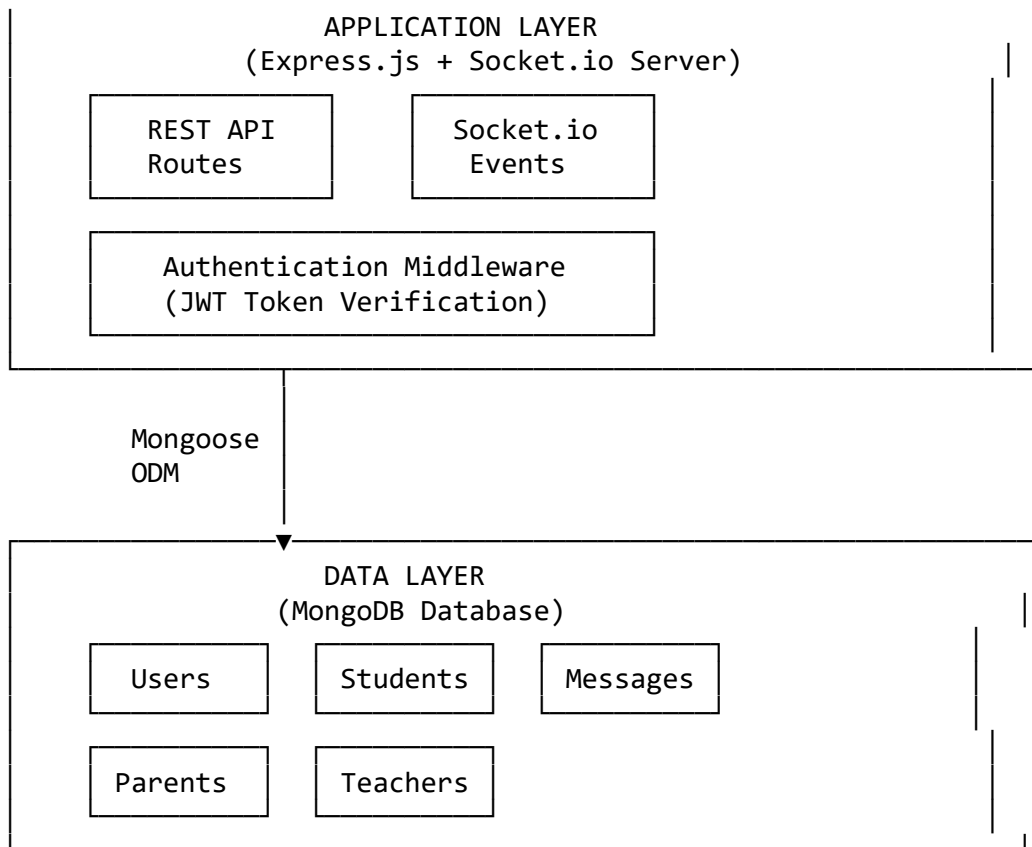 APPLICATION LAYER
(Express.js + Socket.io Server)
REST API Socket.io
Routes Events
Authentication Middleware
(JWT Token Verification)
Mongoose
ODM
DATA LAYER
(MongoDB Database)
Users Students Messages
Parents Teachers